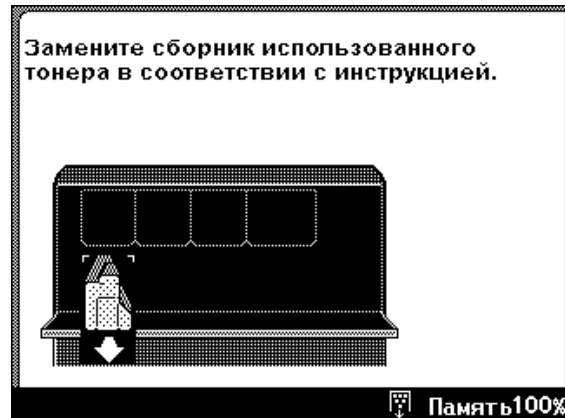 Замените сборник использованного
тонера в соответствии с инструкцией.
Память100%